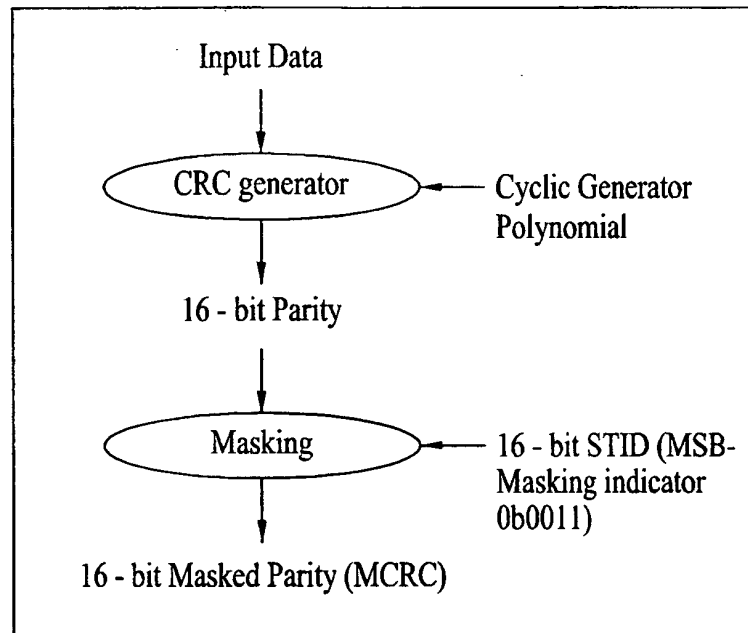 Input Data
CRC generator
Cyclic Generator
Polynomial
16 - bit Parity
Masking
16 - bit STID (MSB-
Masking indicator
0b0011)
16 - bit Masked Parity (MCRC)